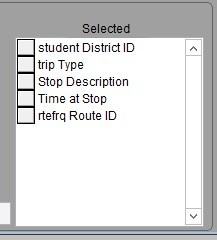 Selected
student District ID
trip Type
Stop Description
Time at Stop
rtefrq Route ID